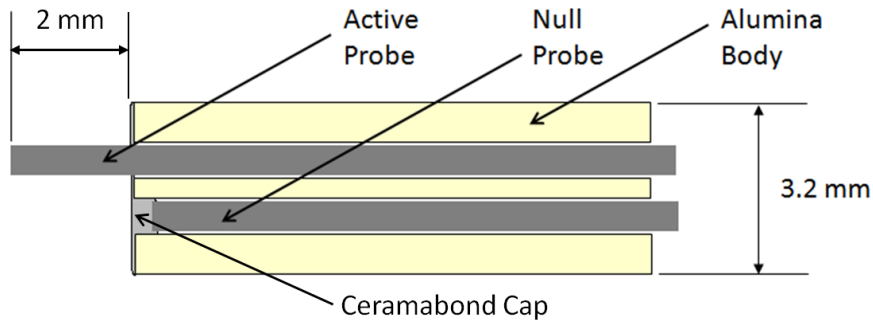 2 mm
Active
Probe
Null
Probe
Alumina
Body
3.2 mm
Ceramabond Cap